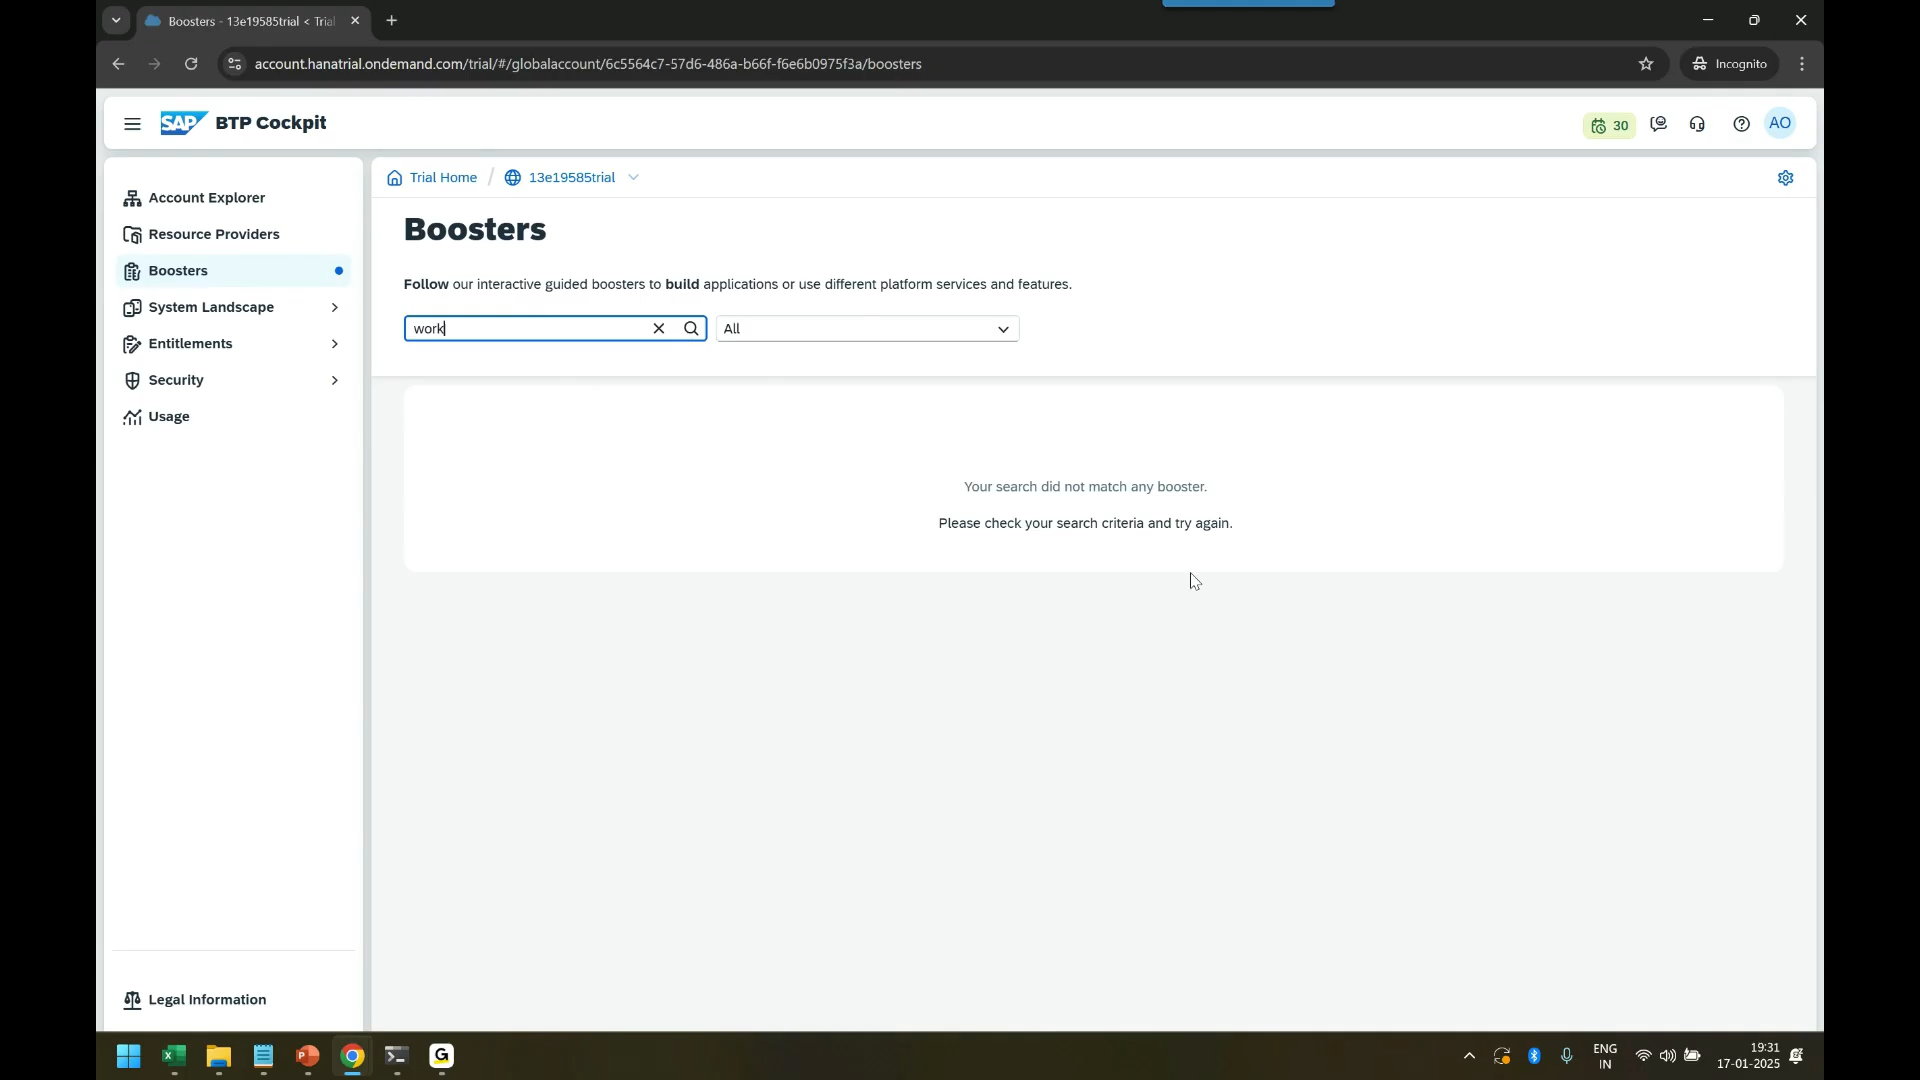 Boosters - 13e19585trial < Trial
account.hanatrial.ondemand.com/trial/#/globalaccount/6c5564c7-57d6-486a-b66f-f6e6b0975f3a/boosters
Incognito
SAP BTP Cockpit
30
AO
Account Explorer
Resource Providers
Boosters
System Landscape
Entitlements
Security
Usage
Legal Information
Trial Home / 13e19585trial
Boosters
Follow our interactive guided boosters to build applications or use different platform services and features.
work
All
Your search did not match any booster.
Please check your search criteria and try again.
ENG
IN
19:31
17-01-2025